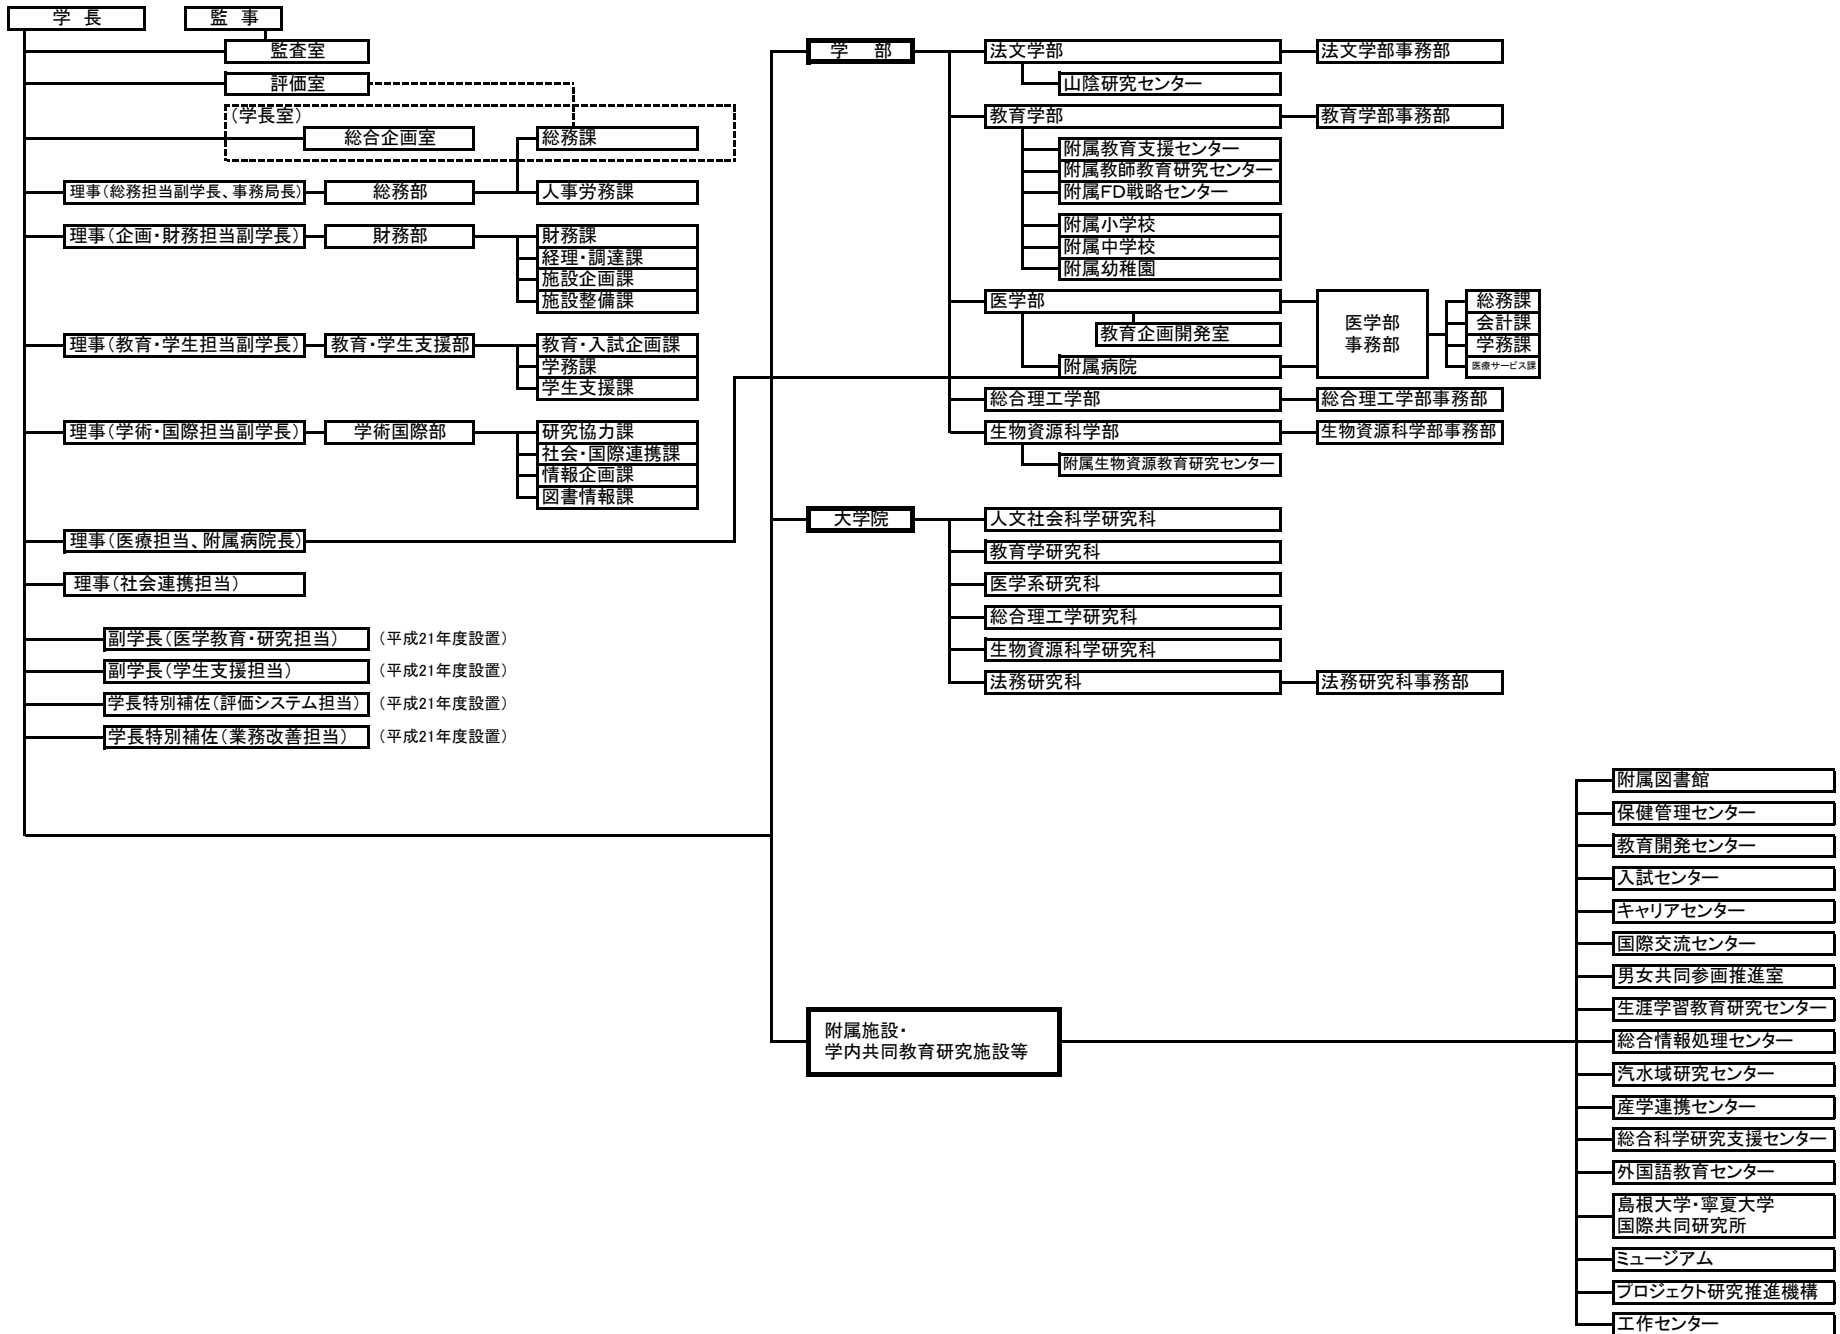 学 長
監 事
監査室
評価室
（学長室）
総合企画室
総務課
理事（総務担当副学長、事務局長）
総務部
人事労務課
理事（企画・財務担当副学長）
財務部
財務課
経理・調達課
施設企画課
施設整備課
理事（教育・学生担当副学長）
教育・学生支援部
教育・入試企画課
学務課
学生支援課
理事（学術・国際担当副学長）
学術国際部
研究協力課
社会・国際連携課
情報企画課
図書情報課
理事（医療担当、附属病院長）
理事（社会連携担当）
副学長（医学教育・研究担当）
（平成21年度設置）
副学長（学生支援担当）
（平成21年度設置）
学長特別補佐（評価システム担当）
（平成21年度設置）
学長特別補佐（業務改善担当）
（平成21年度設置）
学 部
法文学部
法文学部事務部
山陰研究センター
教育学部
教育学部事務部
附属教育支援センター
附属教師教育研究センター
附属FD戦略センター
附属小学校
附属中学校
附属幼稚園
医学部
教育企画開発室
附属病院
医学部
事務部
総務課
会計課
学務課
医療サービス課
総合理工学部
総合理工学部事務部
生物資源科学部
生物資源科学部事務部
附属生物資源教育研究センター
大学院
人文社会科学研究科
教育学研究科
医学系研究科
総合理工学研究科
生物資源科学研究科
法務研究科
法務研究科事務部
附属施設・
学内共同教育研究施設等
附属図書館
保健管理センター
教育開発センター
入試センター
キャリアセンター
国際交流センター
男女共同参画推進室
生涯学習教育研究センター
総合情報処理センター
汽水域研究センター
産学連携センター
総合科学研究支援センター
外国語教育センター
島根大学・寧夏大学
国際共同研究所
ミュージアム
プロジェクト研究推進機構
工作センター